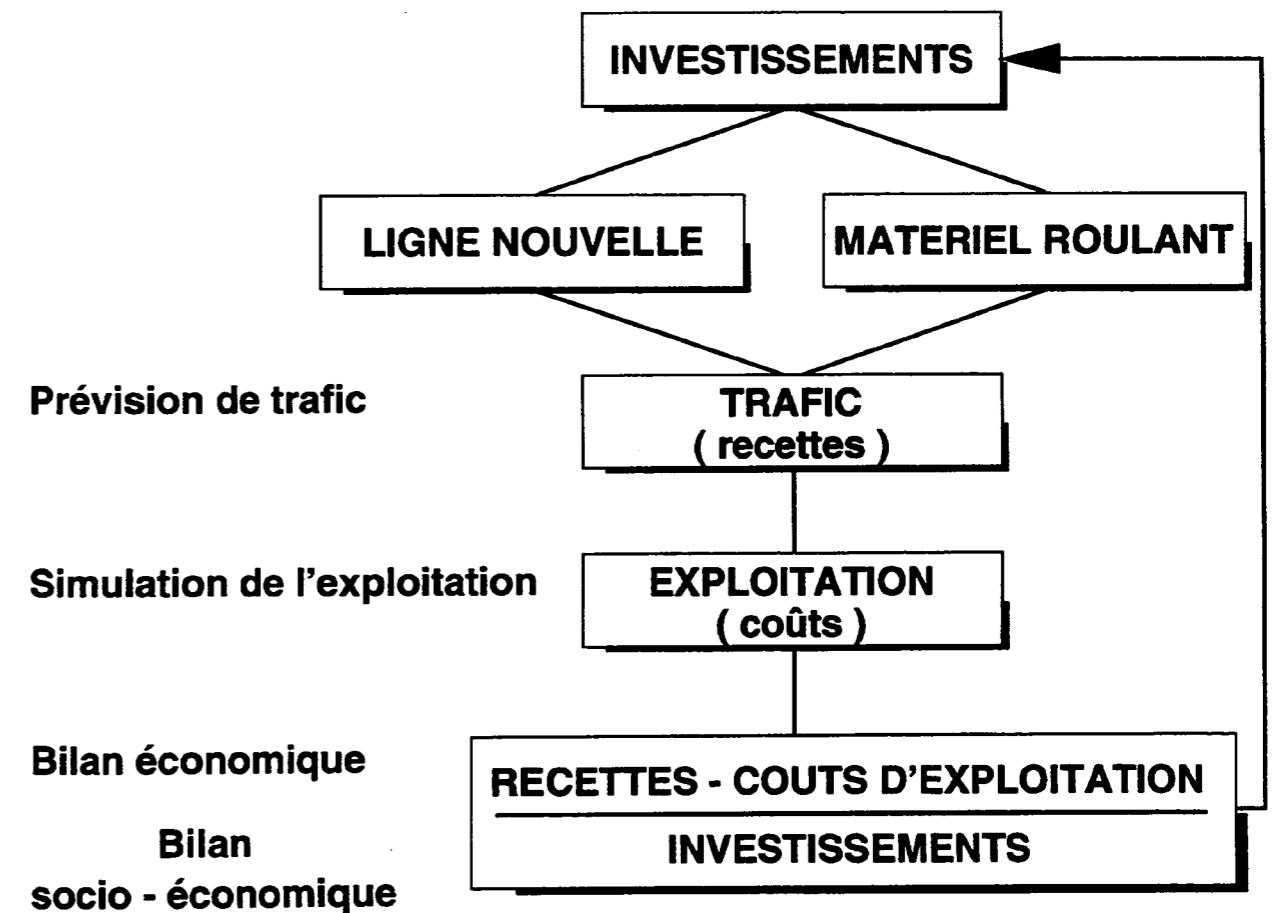 INVESTISSEMENTS
LIGNE NOUVELLE
MATERIEL ROULANT
Prévision de trafic
TRAFIC
( recettes )
Simulation de l'exploitation
EXPLOITATION
( coûts )
Bilan économique
RECETTES - COUTS D'EXPLOITATION
INVESTISSEMENTS
Bilan
socio - économique